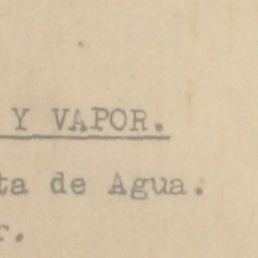 Y VAPOR.
ta de Agua.
r.